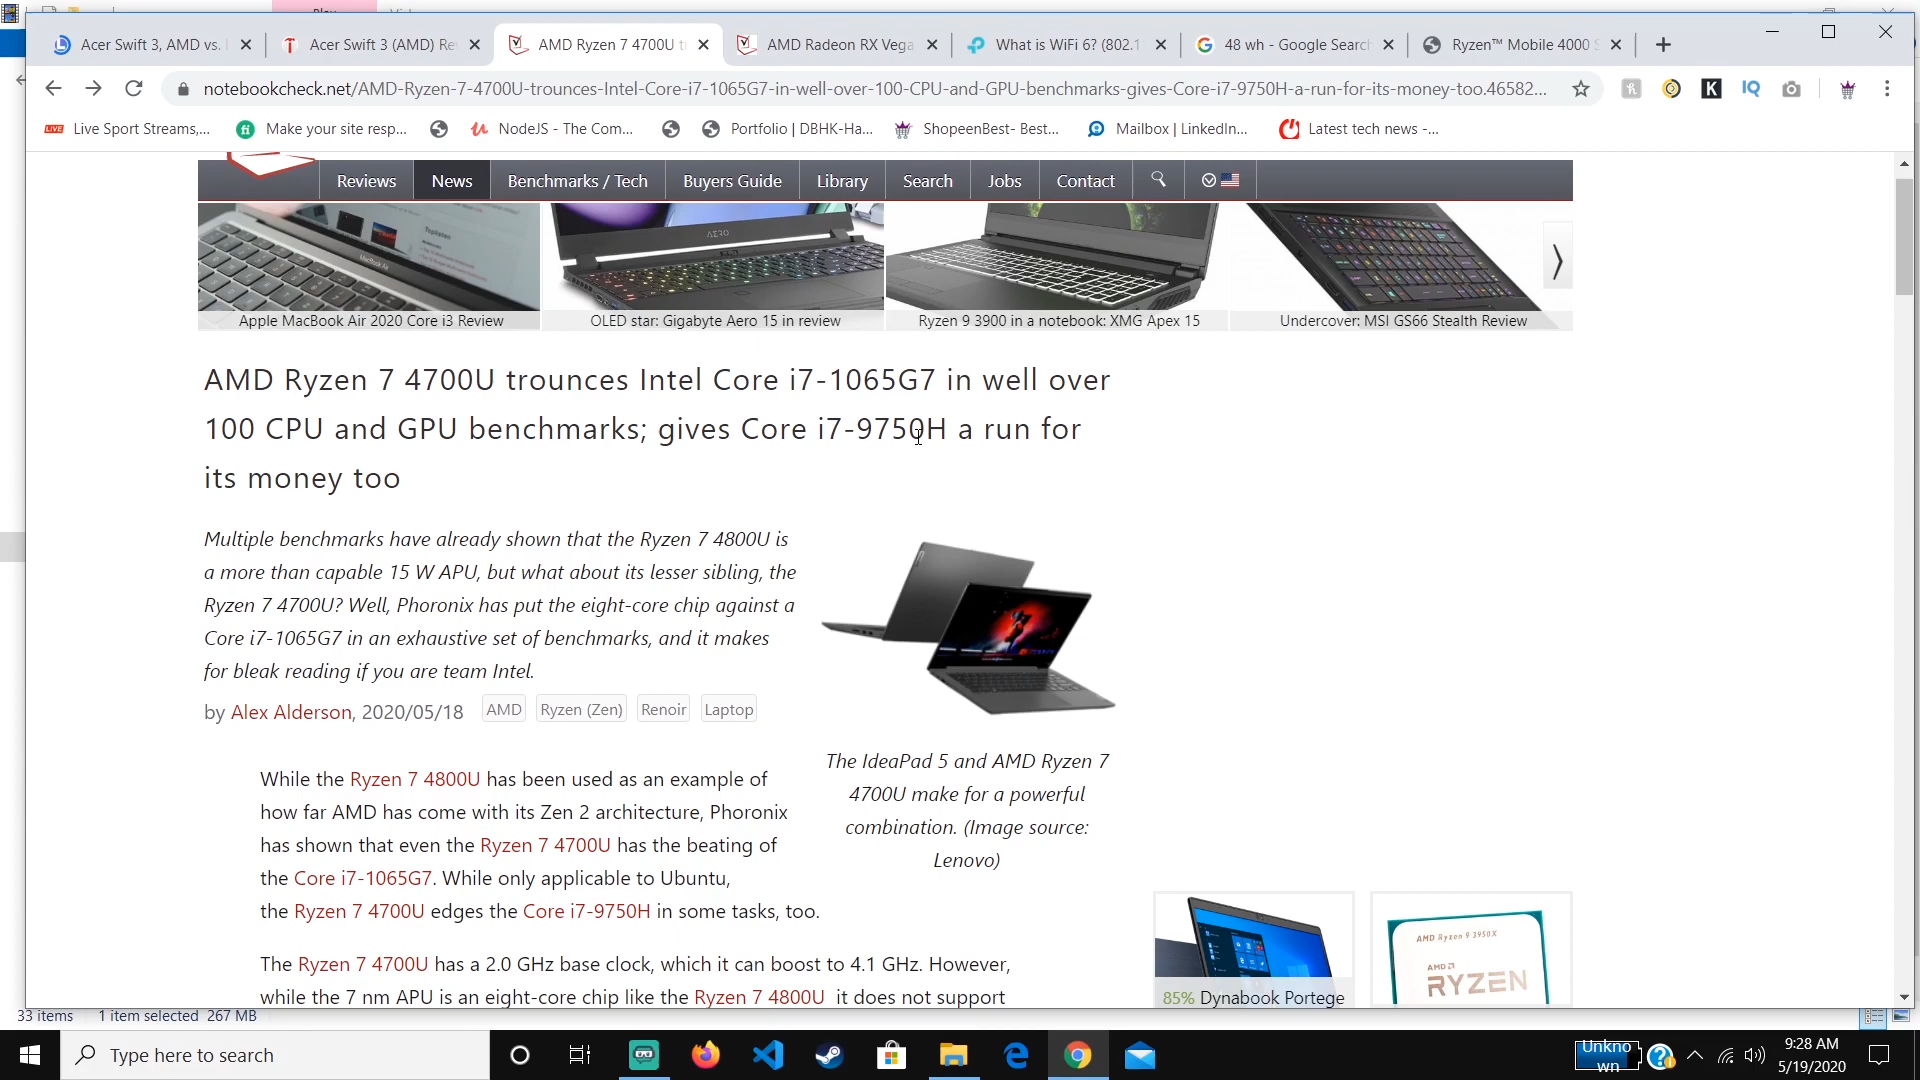 Acer Swift 3, AMD vs.
Acer Swift 3 (AMD) Re
AMD Ryzen 7 4700U t
AMD Radeon RX Vega
What is WiFi 6? (802.1
48 wh - Google Searc
Ryzen™ Mobile 4000 S
notebookcheck.net/AMD-Ryzen-7-4700U-trounces-Intel-Core-i7-1065G7-in-well-over-100-CPU-and-GPU-benchmarks-gives-Core-i7-9750H-a-run-for-its-money-too.46582...
LIVE Live Sport Streams,...
Make your site resp...
NodeJS - The Com...
Portfolio | DBHK-Ha...
ShopeenBest- Best...
Mailbox | LinkedIn...
Latest tech news -...
Reviews News Benchmarks / Tech Buyers Guide Library Search Jobs Contact
MacBook Air
AERO
Apple MacBook Air 2020 Core i3 Review
OLED star: Gigabyte Aero 15 in review
Ryzen 9 3900 in a notebook: XMG Apex 15
Undercover: MSI GS66 Stealth Review
AMD Ryzen 7 4700U trounces Intel Core i7-1065G7 in well over
100 CPU and GPU benchmarks; gives Core i7-9750H a run for
its money too
Multiple benchmarks have already shown that the Ryzen 7 4800U is
a more than capable 15 W APU, but what about its lesser sibling, the
Ryzen 7 4700U? Well, Phoronix has put the eight-core chip against a
Core i7-1065G7 in an exhaustive set of benchmarks, and it makes
for bleak reading if you are team Intel.
by Alex Alderson, 2020/05/18 AMD Ryzen (Zen) Renoir Laptop
The IdeaPad 5 and AMD Ryzen 7
4700U make for a powerful
combination. (Image source:
Lenovo)
While the Ryzen 7 4800U has been used as an example of
how far AMD has come with its Zen 2 architecture, Phoronix
has shown that even the Ryzen 7 4700U has the beating of
the Core i7-1065G7. While only applicable to Ubuntu,
the Ryzen 7 4700U edges the Core i7-9750H in some tasks, too.
The Ryzen 7 4700U has a 2.0 GHz base clock, which it can boost to 4.1 GHz. However,
while the 7 nm APU is an eight-core chip like the Ryzen 7 4800U it does not support
85% Dynabook Portege
AMD Ryzen 9 3950X
AMD
RYZEN
33 items 1 item selected 267 MB
Type here to search
Unkno
wn
9:28 AM
5/19/2020